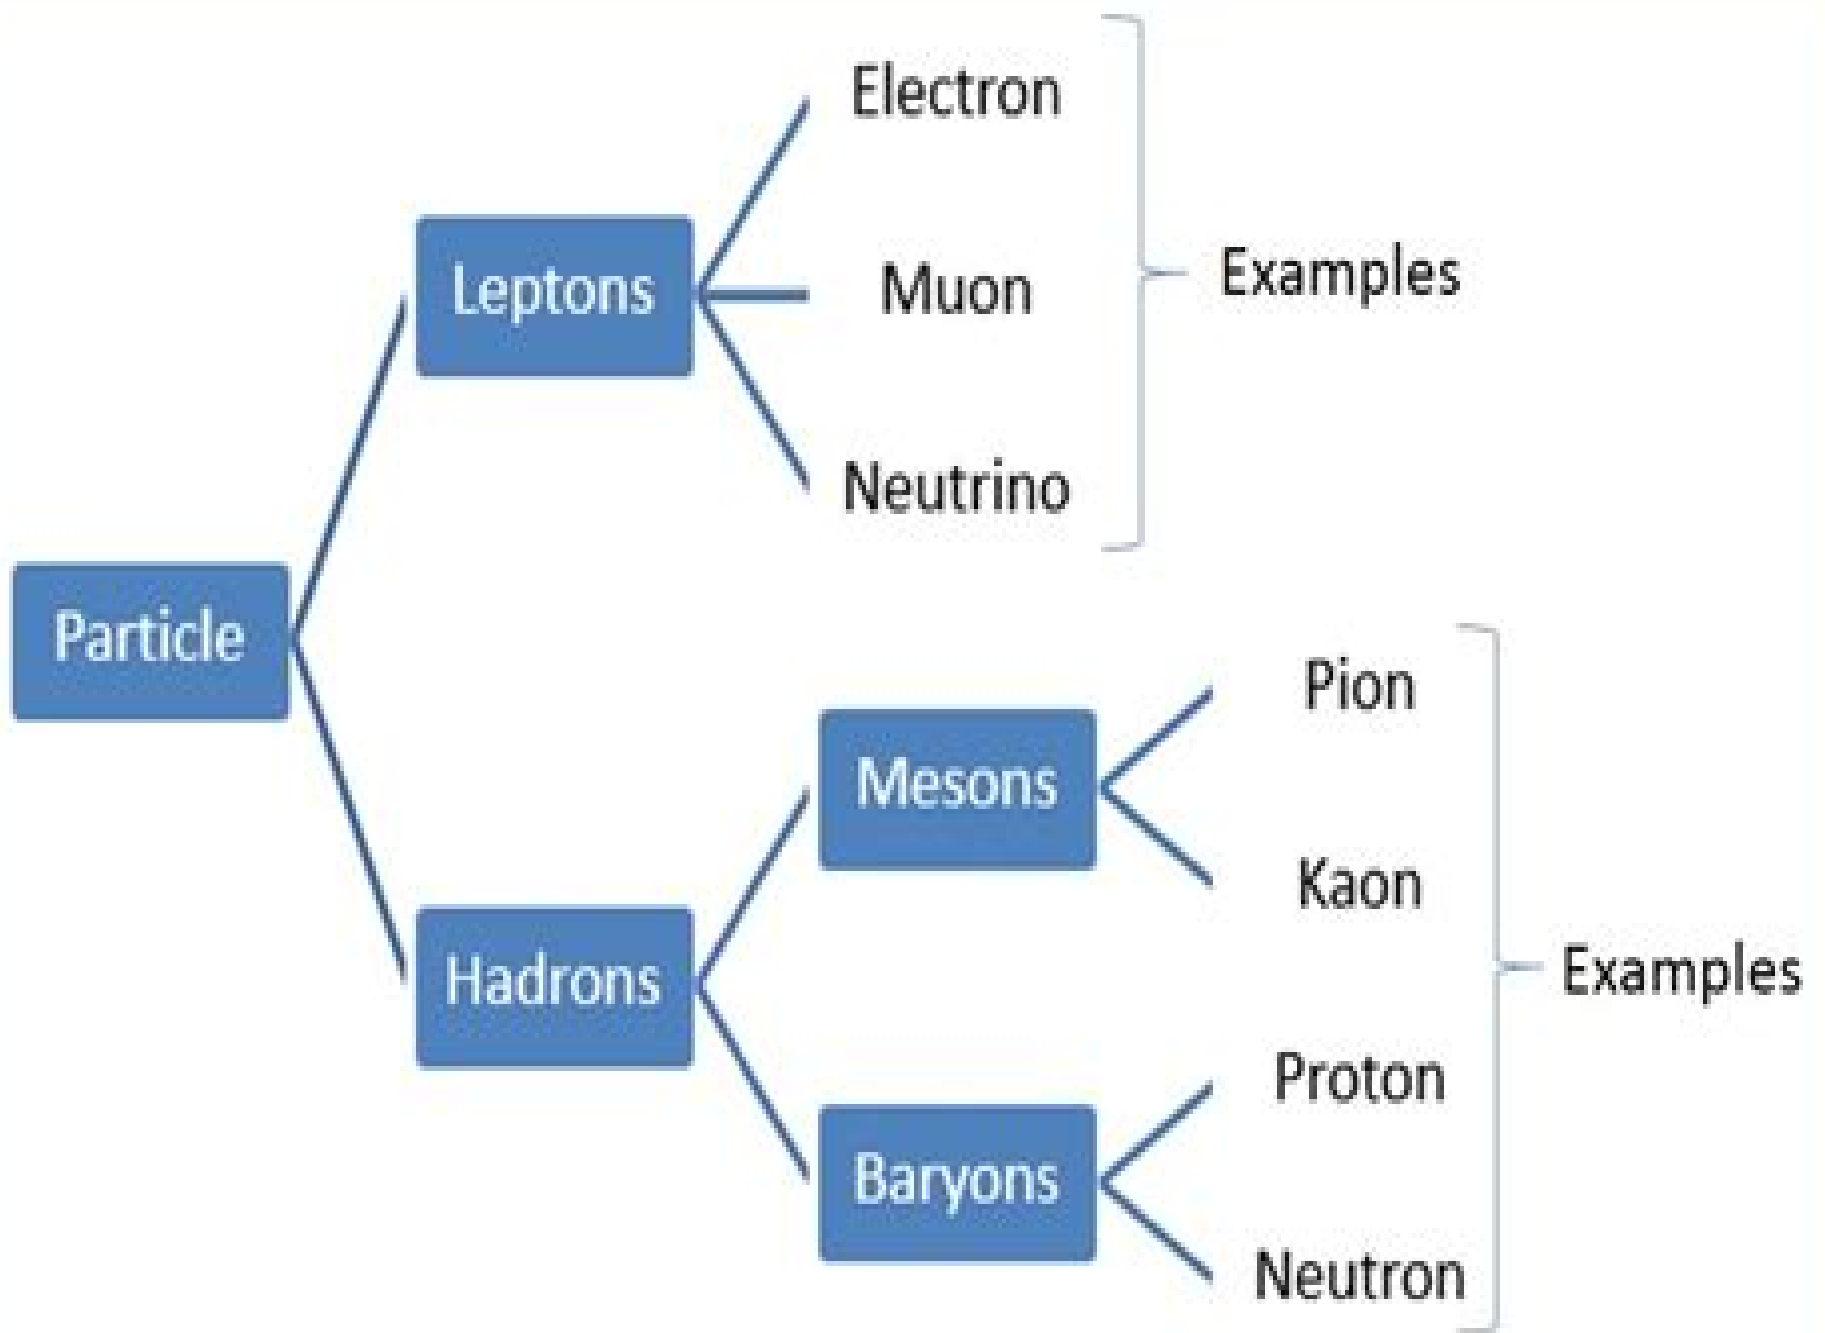 Electron
Leptons
Muon
Examples
Neutrino
Particle
Pion
Mesons
Kaon
Hadrons
Examples
Proton
Baryons
Neutron